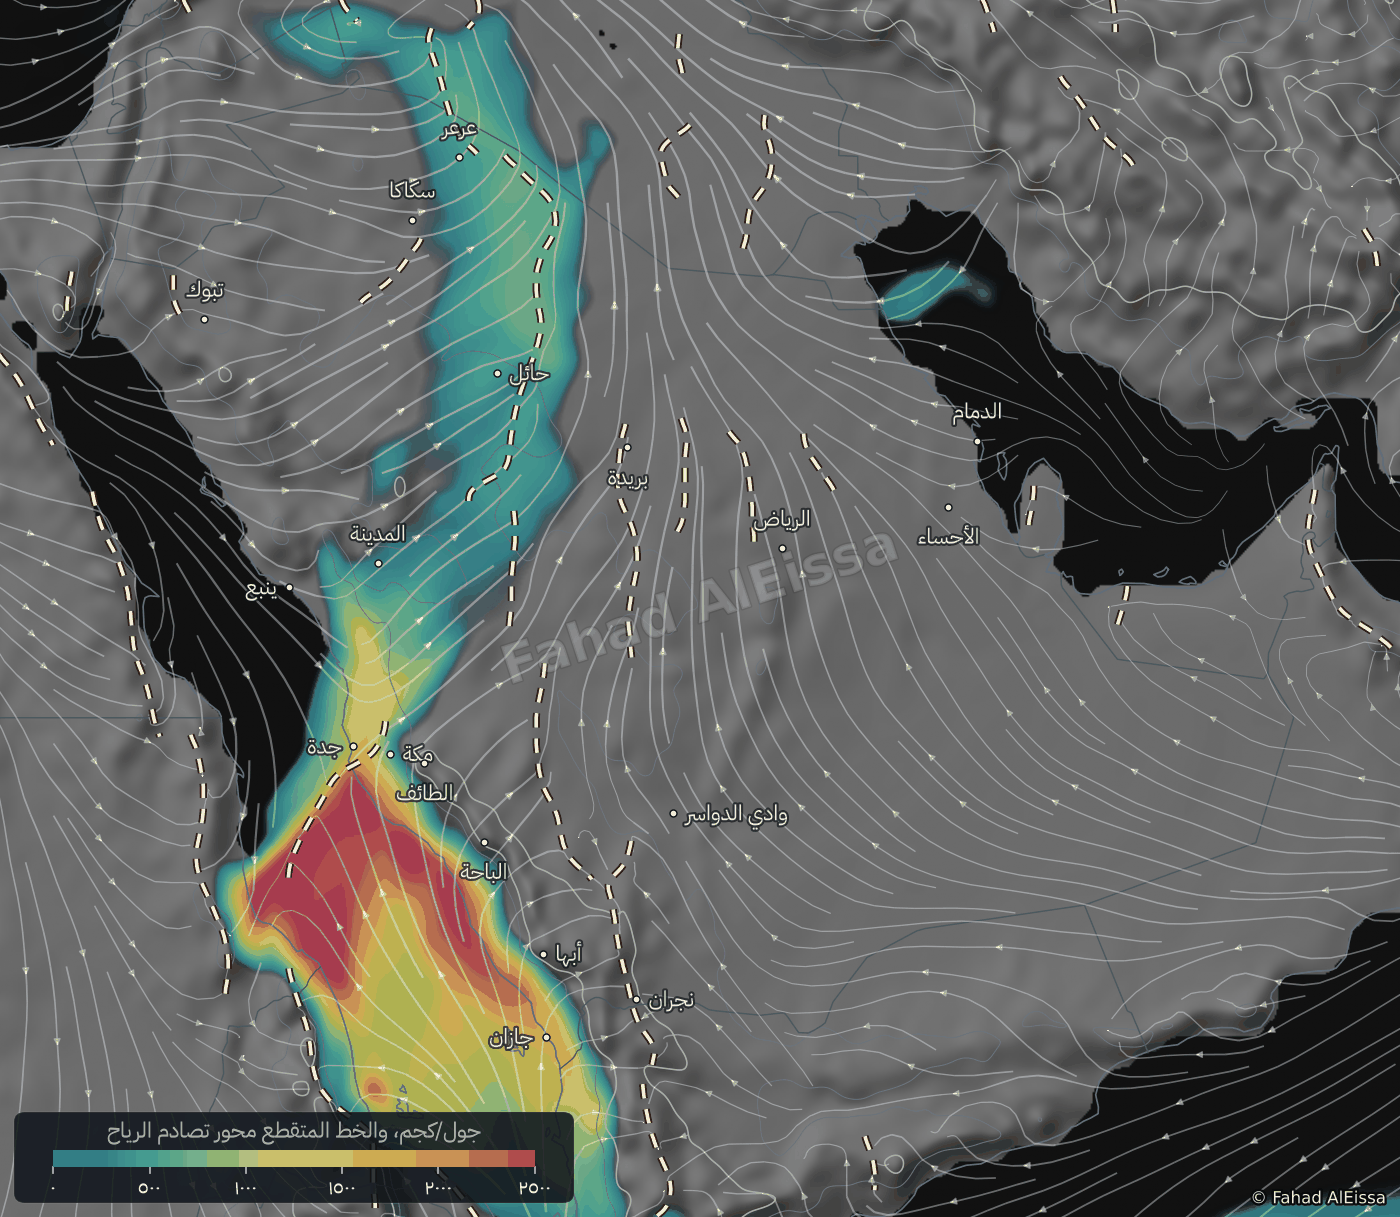 عرعر
سكاكا
تبوك
حائل
الدمام
بريدة
الرياض
الأحساء
المدينة
ينبع
Fahad AlEissa
جدة
مكة
الطائف
وادي الدواسر
الباحة
أبها
نجران
جازان
جول/كجم، والخط المتقطع محور تصادم الرياح
٠ ٥٠٠ ١٠٠٠ ١٥٠٠ ٢٠٠٠ ٢٥٠٠
© Fahad AlEissa